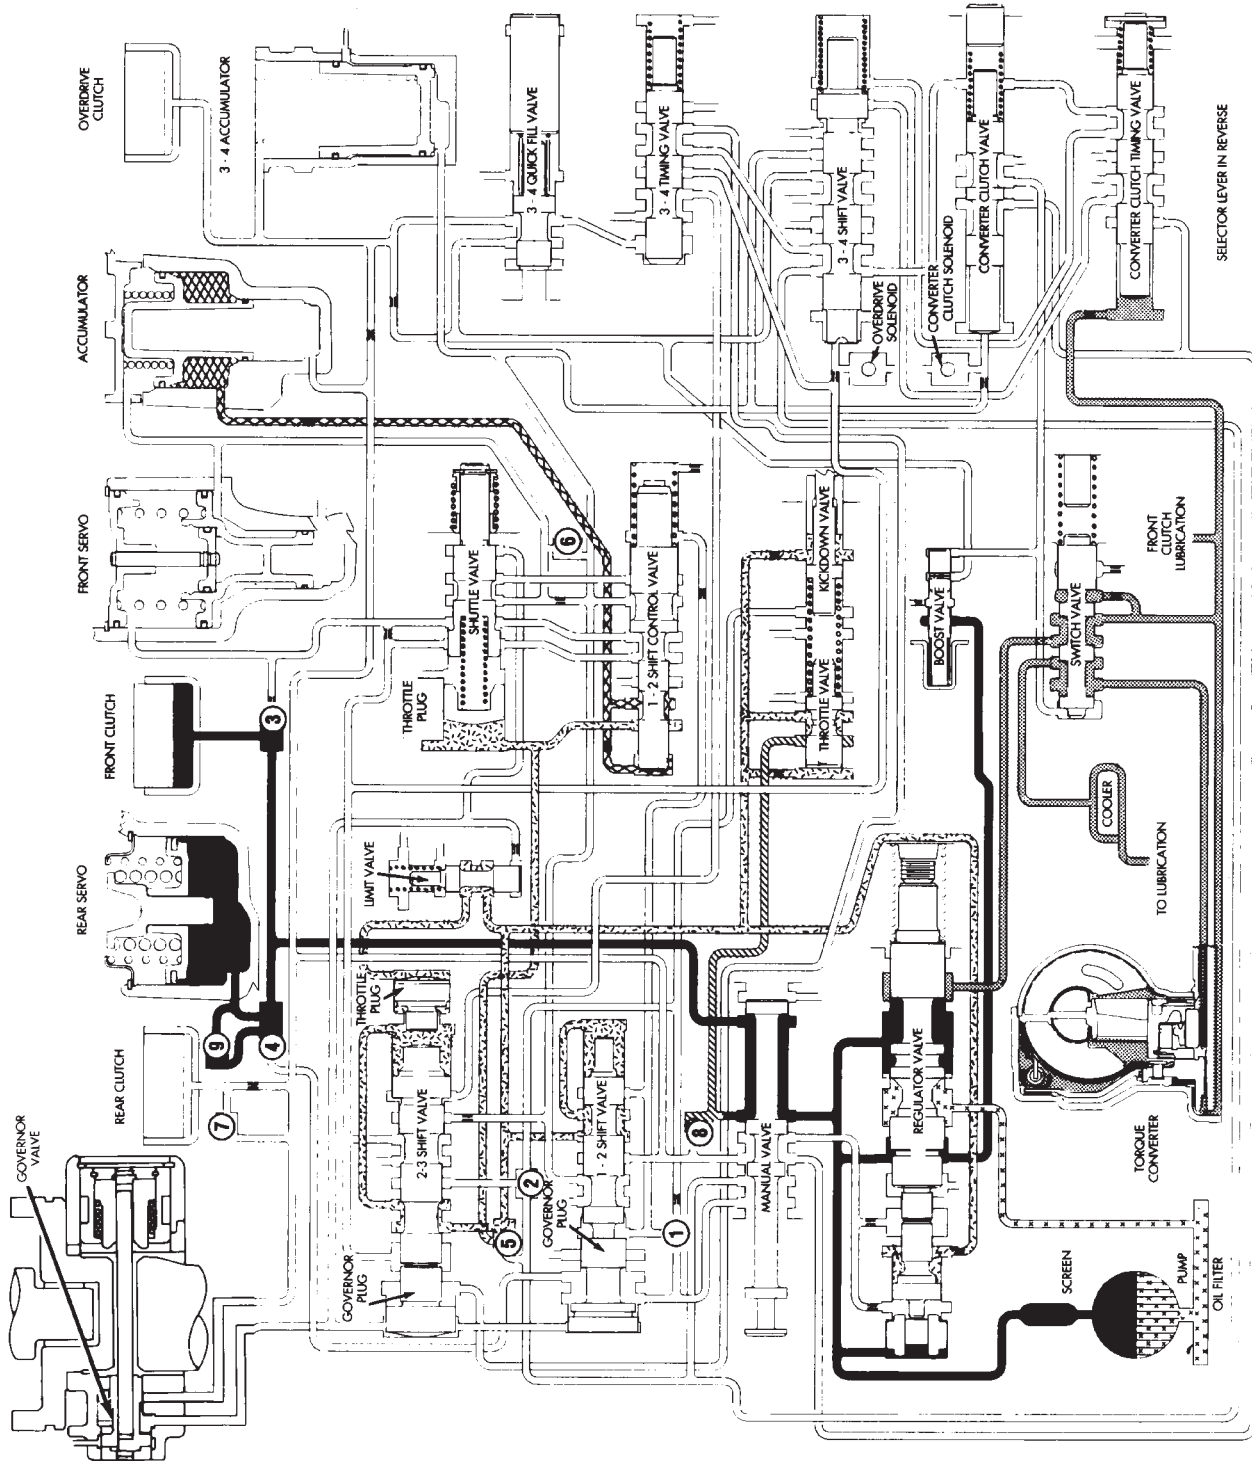 OVERDRIVE
CLUTCH
3 - 4 ACCUMULATOR
3 - 4 QUICK FILL VALVE
3 - 4 TIMING VALVE
3 - 4 SHIFT VALVE
CONVERTER CLUTCH VALVE
CONVERTER CLUTCH TIMING VALVE
SELECTOR LEVER IN REVERSE
ACCUMULATOR
OVERDRIVE
SOLENOID
CONVERTER
CLUTCH SOLENOID
FRONT SERVO
SHUTTLE VALVE
6
1 - 2 SHIFT CONTROL VALVE
KICKDOWN VALVE
THROTTLE VALVE
BOOST VALVE
SWITCH VALVE
FRONT
CLUTCH
LUBRICATION
FRONT CLUTCH
3
THROTTLE
PLUG
COOLER
TO LUBRICATION
REAR SERVO
LIMIT VALVE
THROTTLE
PLUG
9
4
REAR CLUTCH
7
2-3 SHIFT VALVE
2
5
1 - 2 SHIFT VALVE
8
1
MANUAL VALVE
REGULATOR VALVE
TORQUE
CONVERTER
GOVERNOR
VALVE
GOVERNOR
PLUG
GOVERNOR
PLUG
SCREEN
PUMP
OIL FILTER